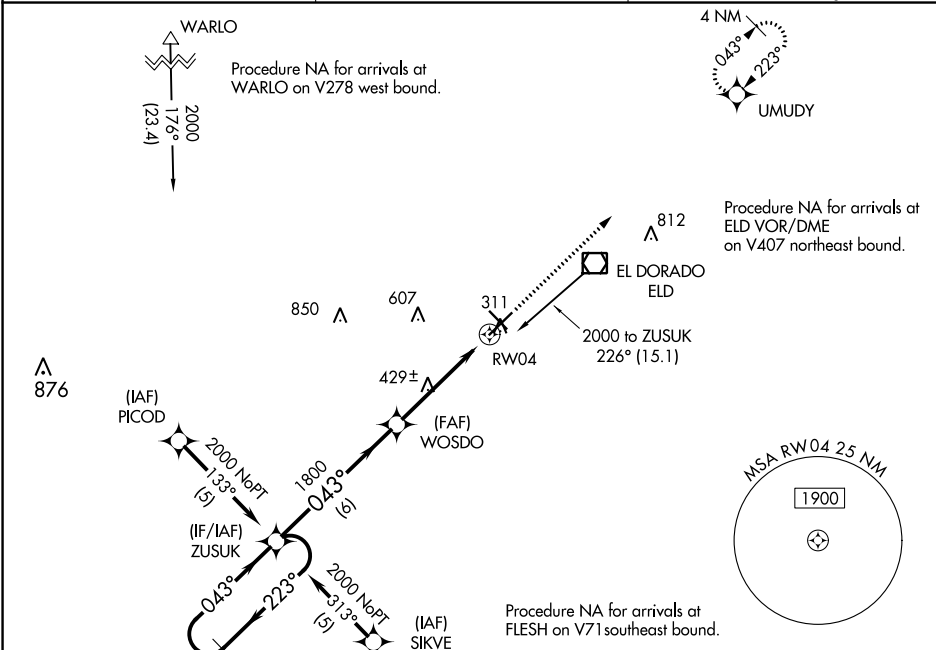 WARLO
4 NM
043°
223°
UMUDY
Procedure NA for arrivals at
WARLO on V278 west bound.
2000
176°
(23.4)
Procedure NA for arrivals at
ELD VOR/DME
on V407 northeast bound.
812
EL DORADO
ELD
850
607
311
RW04
2000 to ZUSUK
226° (15.1)
876
429±
(IAF)
PICOD
(FAF)
WOSDO
2000 NoPT
133°
(5)
1800
043°
(6)
MSA RW04 25 NM
1900
(IF/IAF)
ZUSUK
043°
223°
2000 NoPT
313°
(5)
(IAF)
SIKVE
Procedure NA for arrivals at
FLESH on V71southeast bound.